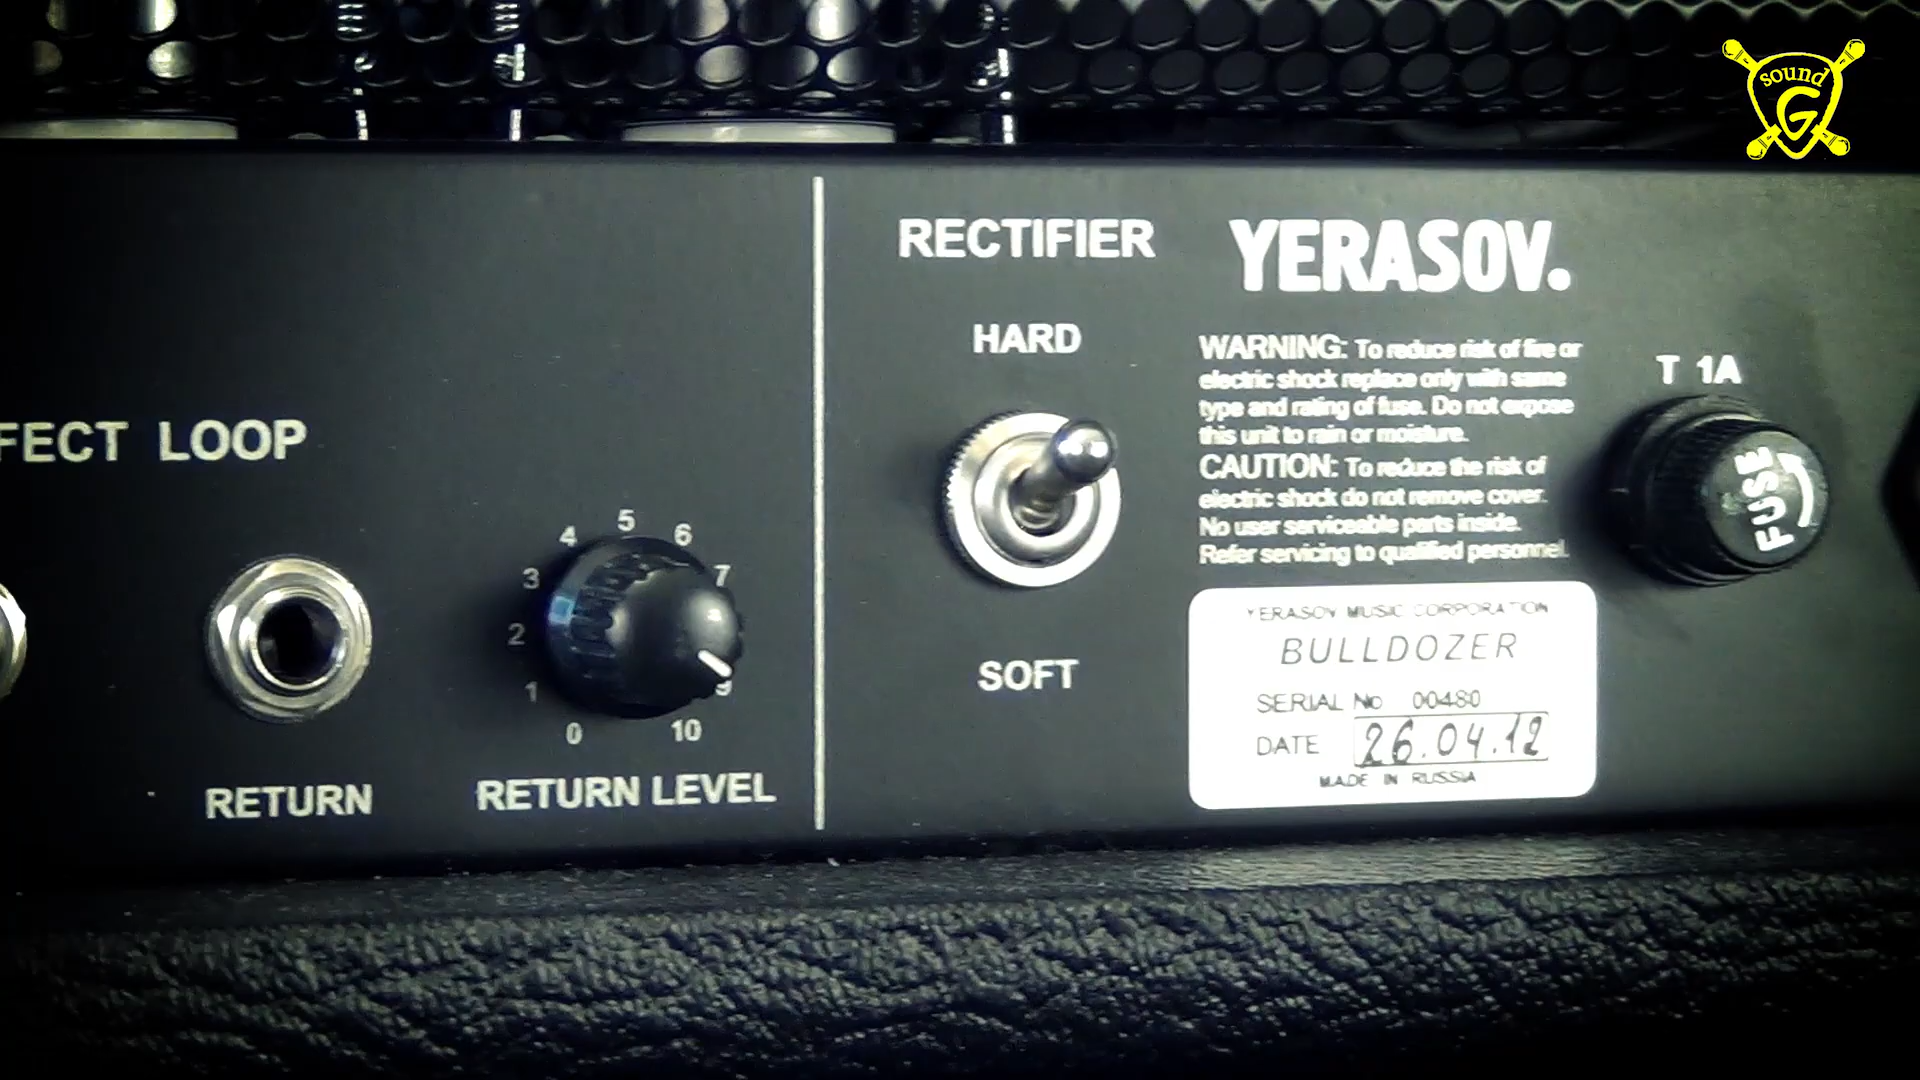 sound
G
RECTIFIER
YERASOV.
HARD
WARNING: To reduce risk of fire or
electric shock replace only with same
type and rating of fuse. Do not expose
this unit to rain or moisture.
CAUTION: To reduce the risk of
electric shock do not remove cover.
No user serviceable parts inside.
Refer servicing to qualified personnel.
T 1A
FUSE
FECT LOOP
5
4 6
3 7
2
1 9
0 10
RETURN
RETURN LEVEL
SOFT
YERASOV MUSIC CORPORATION
BULLDOZER
SERIAL No 00480
DATE 26.04.12
MADE IN RUSSIA